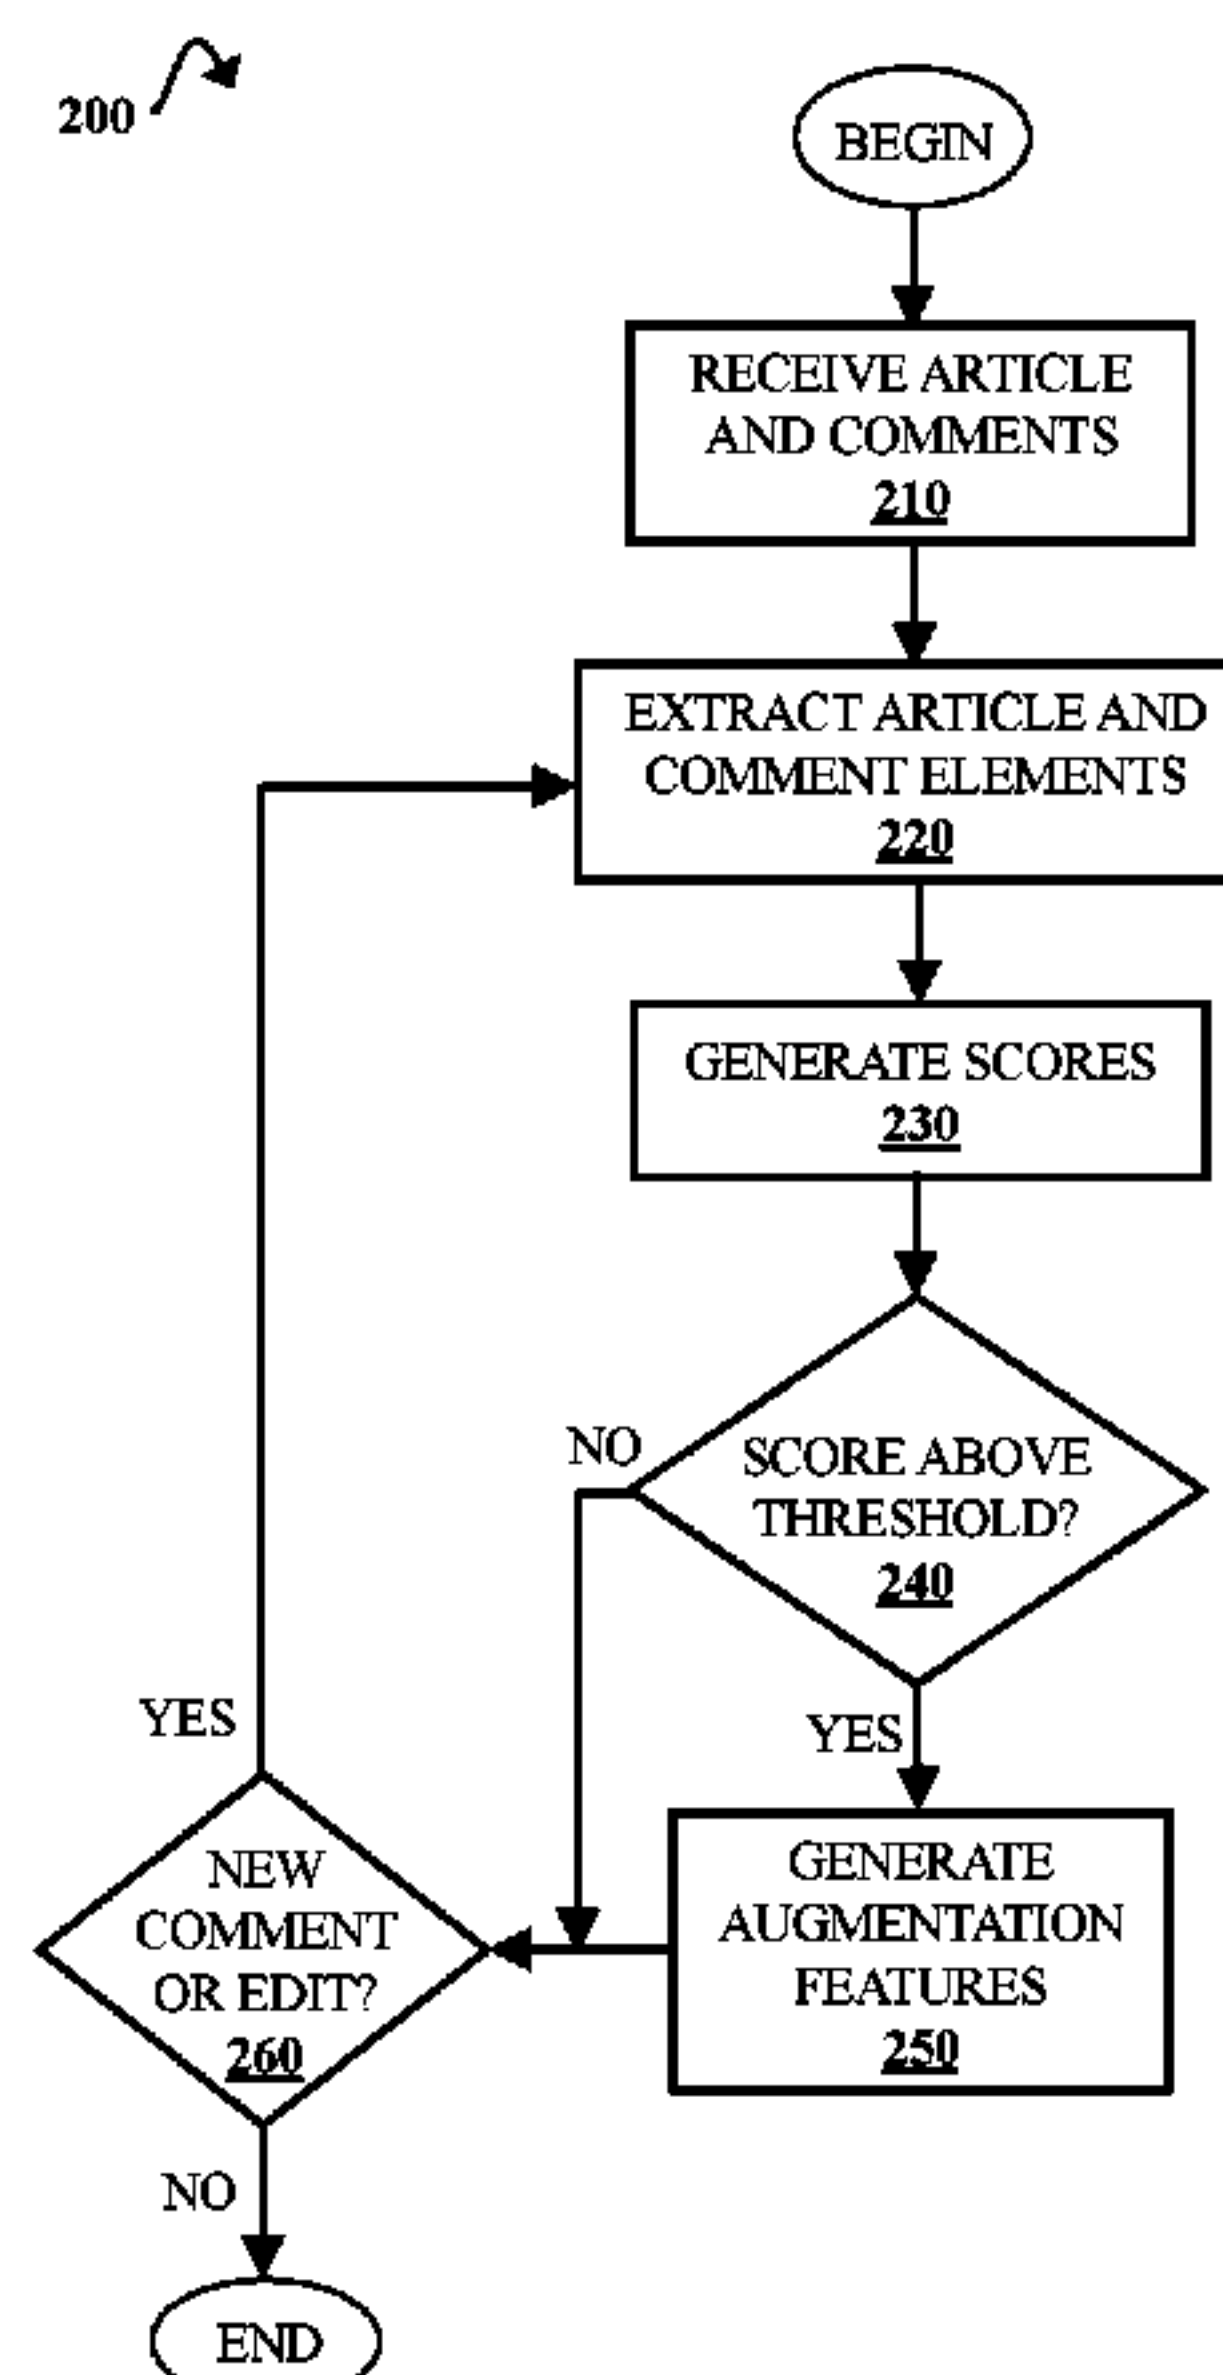 200
BEGIN
RECEIVE ARTICLE
AND COMMENTS
210
EXTRACT ARTICLE AND
COMMENT ELEMENTS
220
GENERATE SCORES
230
NO
SCORE ABOVE
THRESHOLD?
240
YES
YES
GENERATE
AUGMENTATION
FEATURES
250
NEW
COMMENT
OR EDIT?
260
NO
END